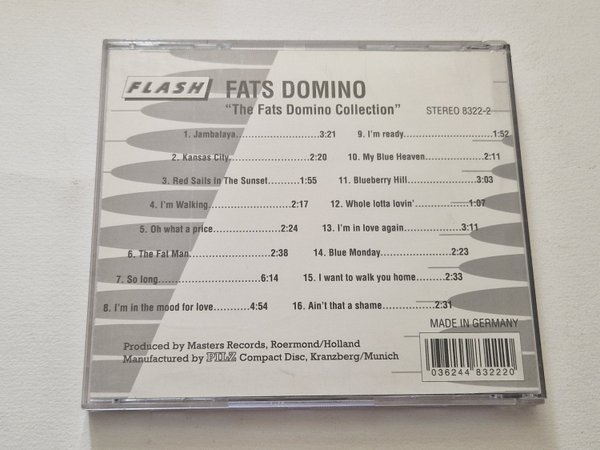 FLASH
FATS DOMINO
"The Fats Domino Collection"
STEREO 8322-2
1. Jambalaya...................3:21
2. Kansas City..................2:20
3. Red Sails In The Sunset.........1:55
4. I'm Walking.................2:17
5. Oh what a price............2:24
6. The Fat Man................2:38
7. So long.........................6:14
8. I'm in the mood for love.........4:54
9. I'm ready.......................1:52
10. My Blue Heaven..............2:11
11. Blueberry Hill.................3:03
12. Whole lotta lovin'.............1:07
13. I'm in love again..............3:11
14. Blue Monday.................2:23
15. I want to walk you home.......2:33
16. Ain't that a shame............2:31
MADE IN GERMANY
Produced by Masters Records, Roermond/Holland
Manufactured by PILZ Compact Disc, Kranzberg/Munich
036244 832220